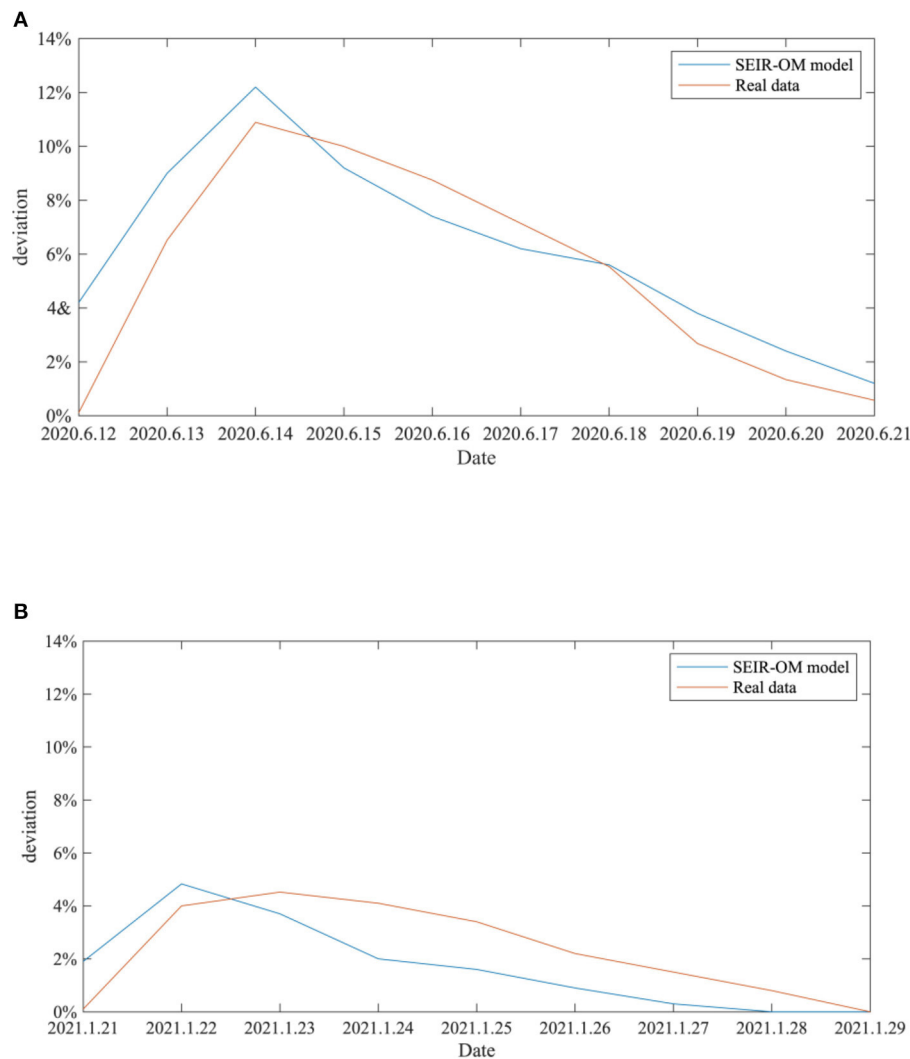 A
14%
12%
10%
8%
6%
4&
2%
0%
deviation
SEIR-OM model
Real data
2020.6.12 2020.6.13 2020.6.14 2020.6.15 2020.6.16 2020.6.17 2020.6.18 2020.6.19 2020.6.20 2020.6.21
Date
B
14%
12%
10%
8%
6%
4%
2%
0%
deviation
SEIR-OM model
Real data
2021.1.21 2021.1.22 2021.1.23 2021.1.24 2021.1.25 2021.1.26 2021.1.27 2021.1.28 2021.1.29
Date